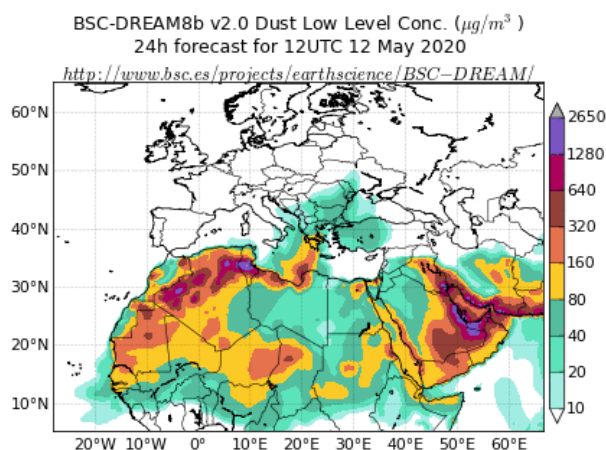 BSC-DREAM8b v2.0 Dust Low Level Conc. (μg/m³ )
24h forecast for 12UTC 12 May 2020
http://www.bsc.es/projects/earthscience/BSC−DREAM/
60°N
50°N
40°N
30°N
20°N
10°N
20°W 10°W 0° 10°E 20°E 30°E 40°E 50°E 60°E
2650
1280
640
320
160
80
40
20
10